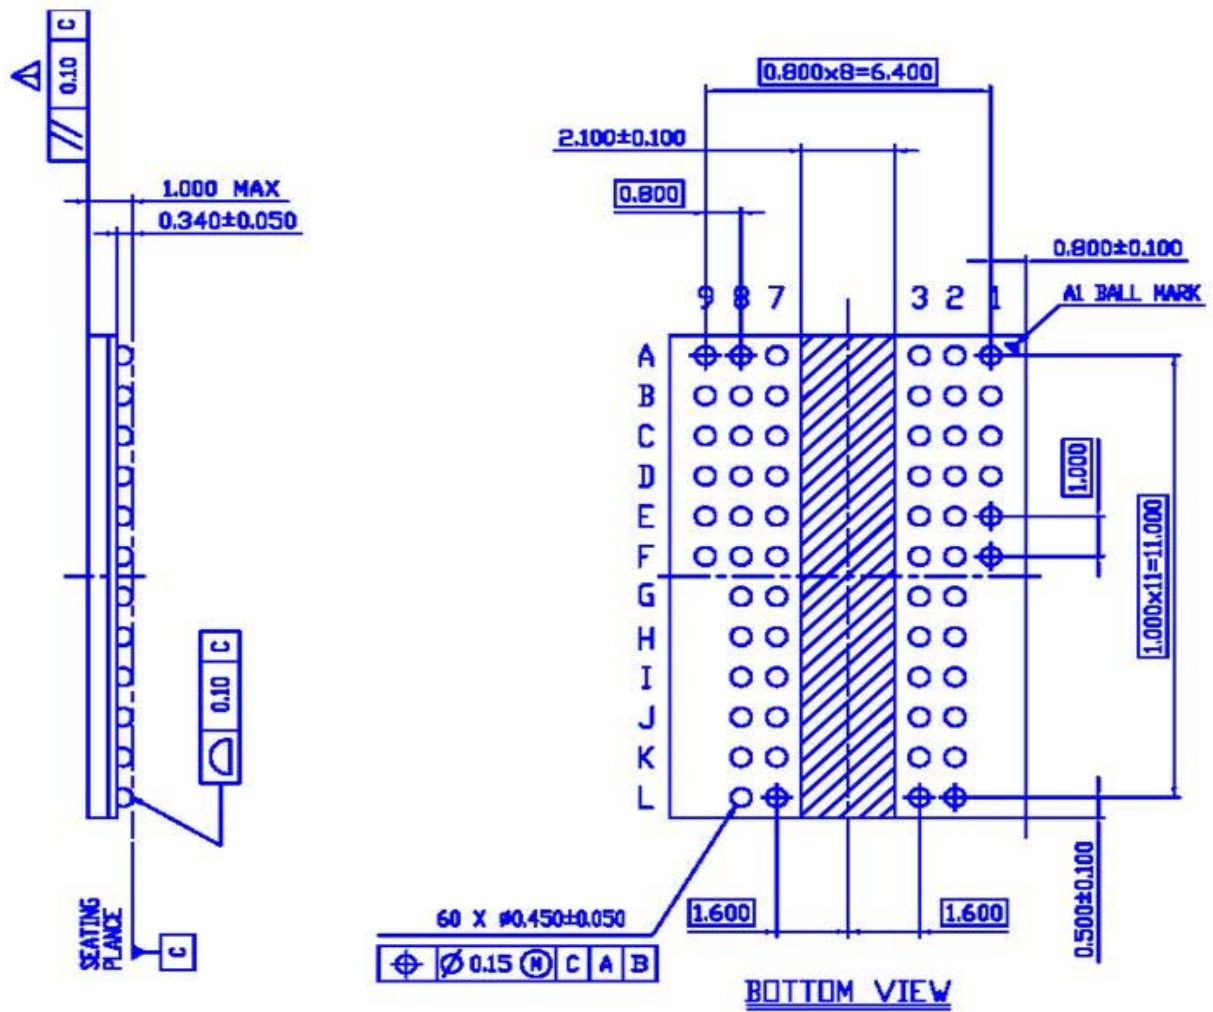 0.10 C
0.800x8=6.400
2.100±0.100
1.000 MAX
0.800
0.340±0.050
0.800±0.100
9 8 7 3 2 1
A1 BALL MARK
A
B
C
D
E
F
G
H
I
J
K
L
1.000
1.000x11=11.000
0.10 C
0.500±0.100
SEATING
PLANCE
C
60 X ø0.450±0.050
1.600
1.600
Ø 0.15 Ⓜ C A B
BOTTOM VIEW